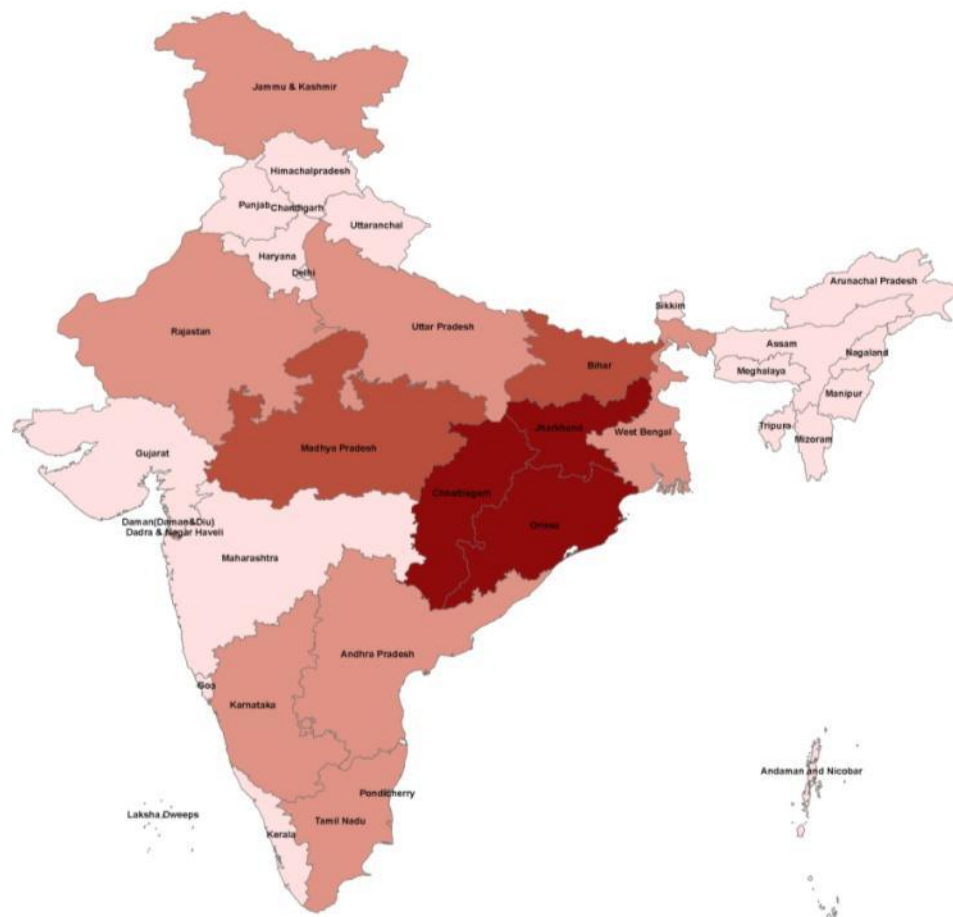 Jammu & Kashmir
Himachalpradesh
Punjab
Chandigarh
Uttaranchal
Haryana
Delhi
Arunachal Pradesh
Sikkim
Rajastan
Uttar Pradesh
Assam
Nagaland
Bihar
Meghalaya
Manipur
Tripura
Mizoram
Jharkhand
West Bengal
Gujarat
Madhya Pradesh
Chhattisgarh
Orissa
Daman(Daman&Diu)
Dadra & Nagar Haveli
Maharashtra
Andhra Pradesh
Goa
Karnataka
Andaman and Nicobar
Pondicherry
Laksha Dweeps
Tamil Nadu
Kerala